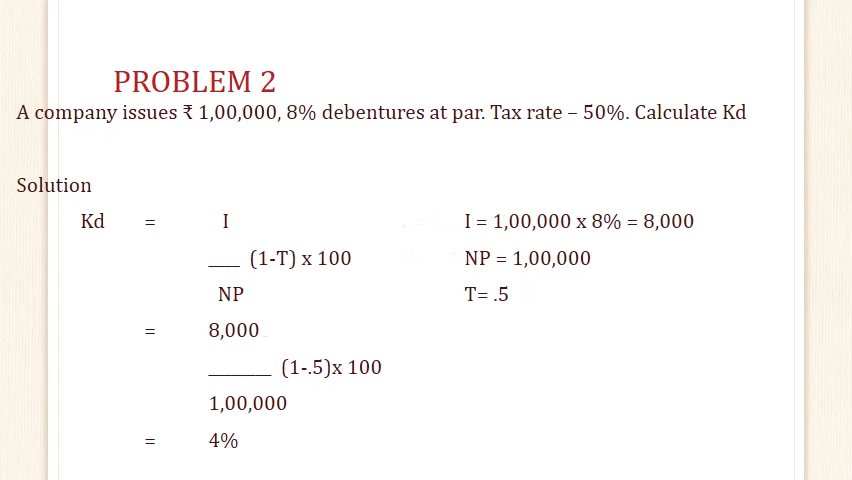 PROBLEM 2
A company issues ₹ 1,00,000, 8% debentures at par. Tax rate – 50%. Calculate Kd
Solution
Kd = I I = 1,00,000 x 8% = 8,000
____ (1-T) x 100 NP = 1,00,000
NP T= .5
= 8,000
________ (1-.5)x 100
1,00,000
= 4%